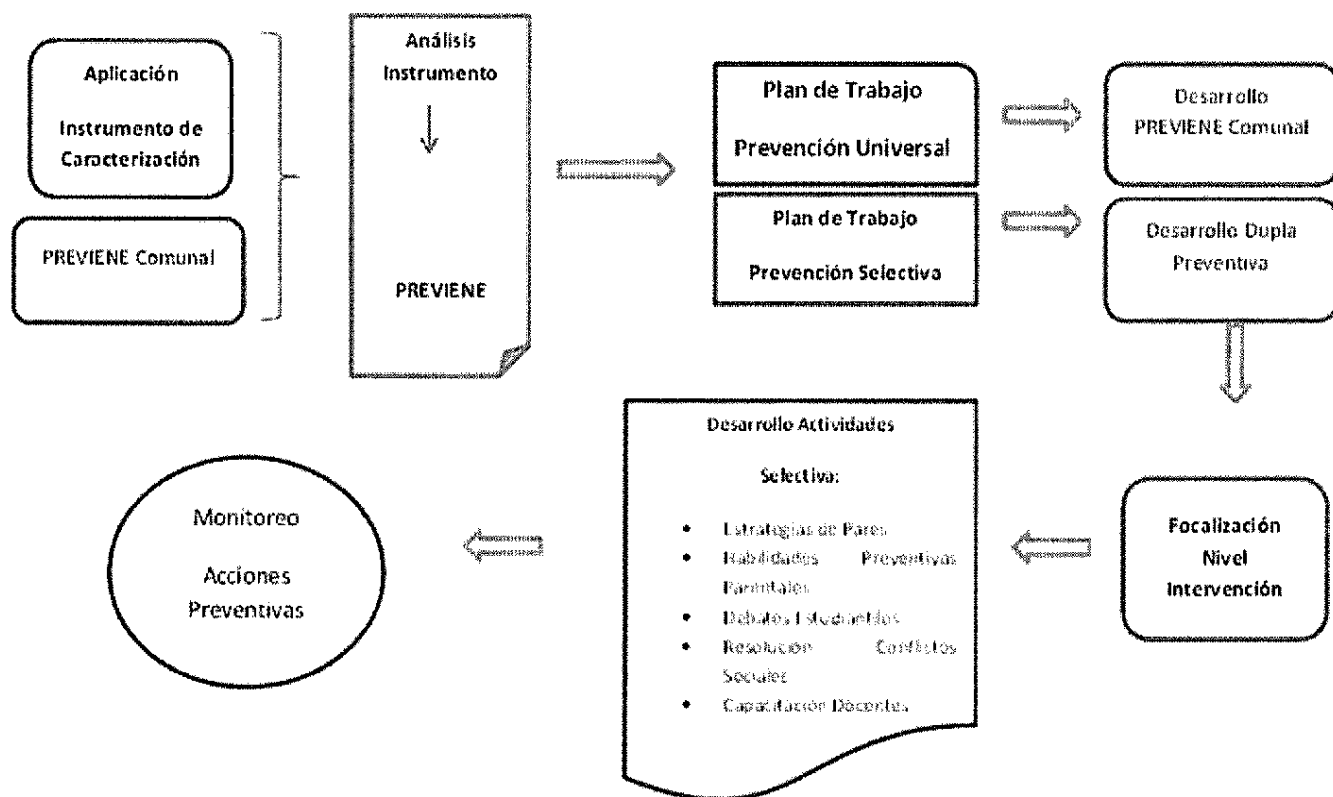 Aplicación
Instrumento de
Caracterización
PREVIENE Comunal
Análisis
Instrumento
PREVIENE
Plan de Trabajo
Prevención Universal
Plan de Trabajo
Prevención Selectiva
Desarrollo
PREVIENE Comunal
Desarrollo Dupla
Preventiva
Focalización
Nivel
Intervención
Desarrollo Actividades
Selectiva:
• Estrategias de Pares
• Habilidades Preventivas
Parentales
• Debates Estudiantiles
• Resolución Conflictos
Sociales
• Capacitación Docentes
Monitoreo
Acciones
Preventivas